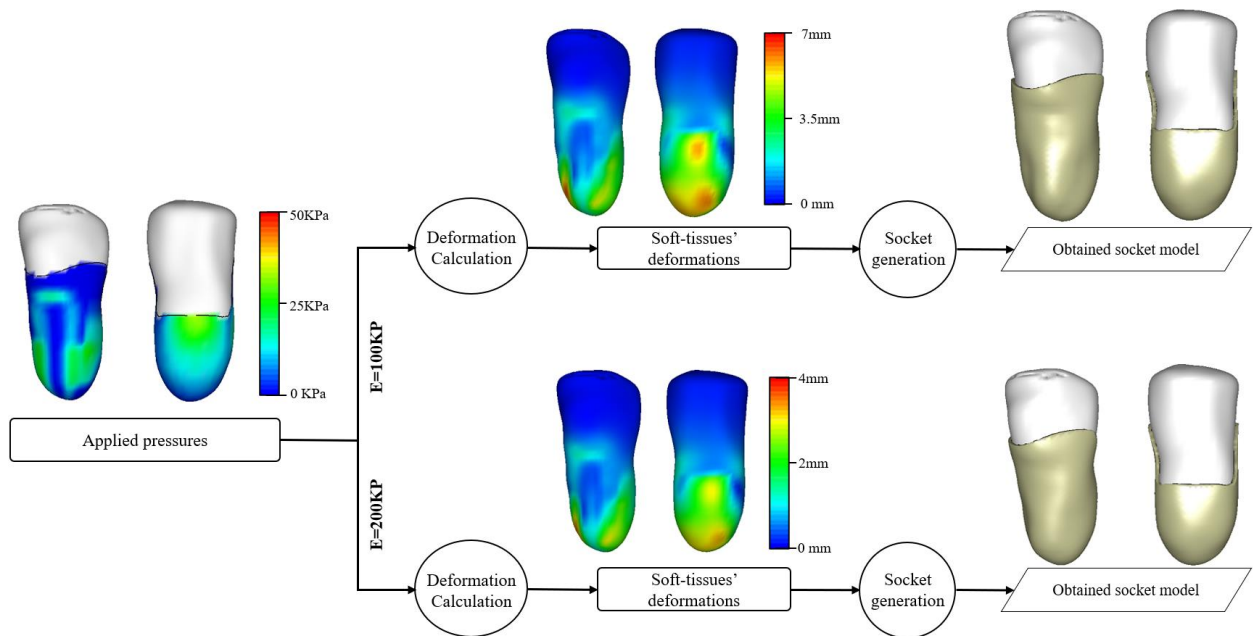 7mm
3.5mm
0 mm
Deformation
Calculation
Soft-tissues’
deformations
Socket
generation
Obtained socket model
50KPa
25KPa
0 KPa
Applied pressures
E=100KP
E=200KP
4mm
2mm
0 mm
Deformation
Calculation
Soft-tissues’
deformations
Socket
generation
Obtained socket model